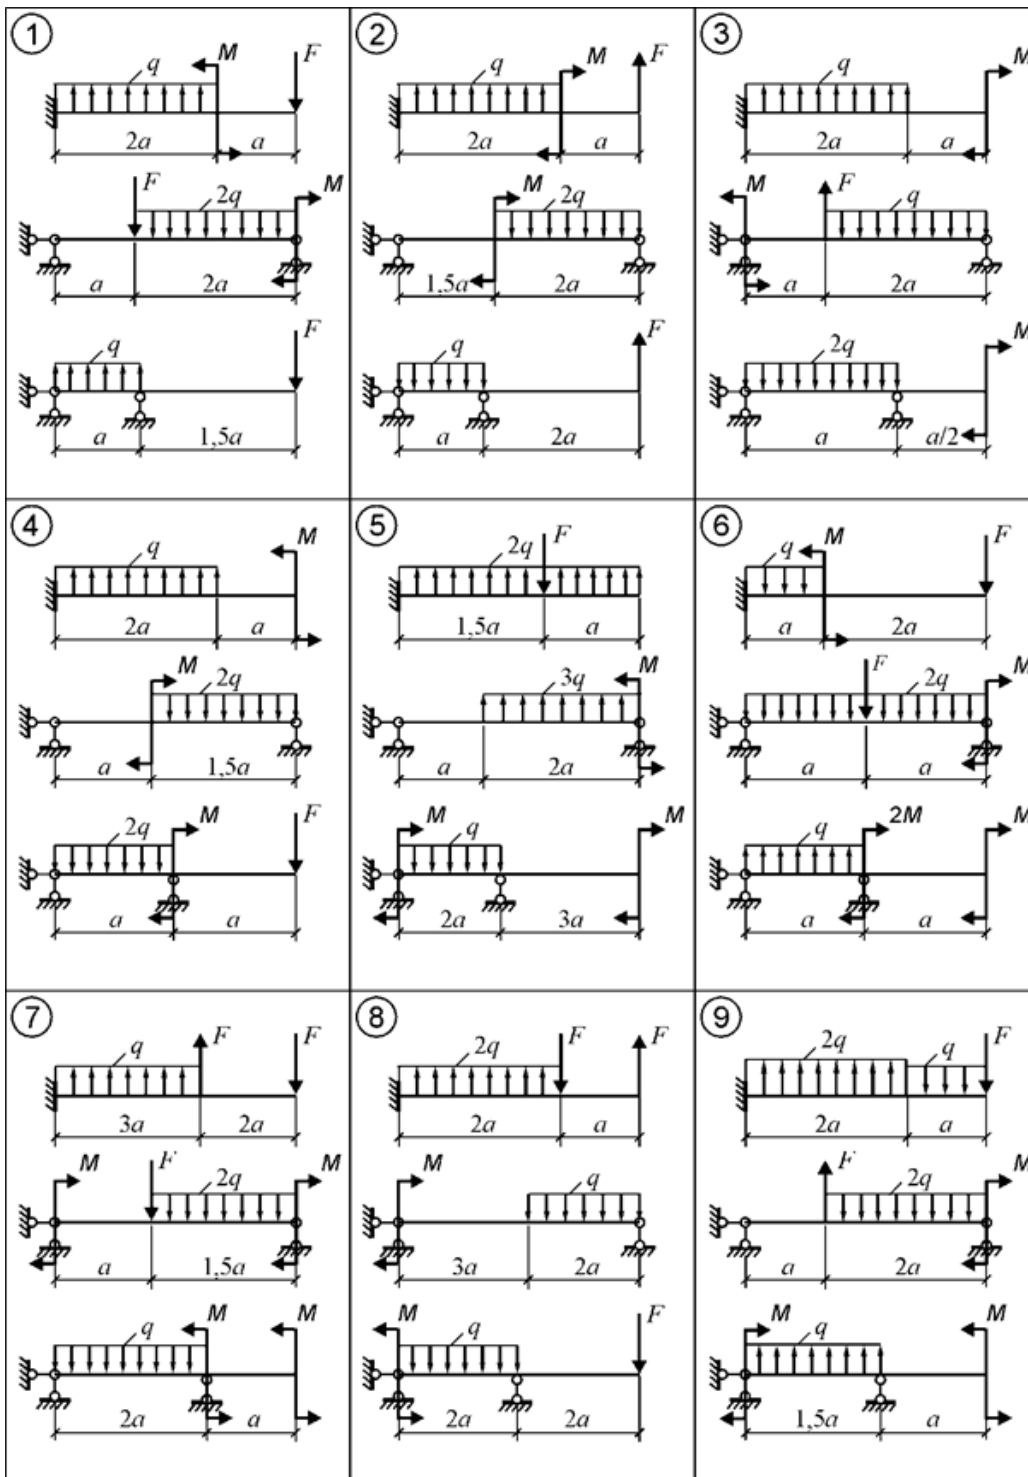 1 2 3
q M F q M F q M
2a a 2a a 2a a
F 2q M M 2q M F q
a 2a 1,5a 2a a 2a
q F q F 2q M
a 1,5a a 2a a a/2
4 5 6
q M 2q F q M F
2a a 1,5a a a 2a
M 2q 3q M F 2q M
a 1,5a a 2a a a
2q M F M q M q 2M M
a a 2a 3a a a
7 8 9
q F F 2q F F 2q q F
3a 2a 2a a 2a a
M F 2q M M q F 2q M
a 1,5a 3a 2a a 2a
q M M M q F M q M
2a a 2a 2a 1,5a a